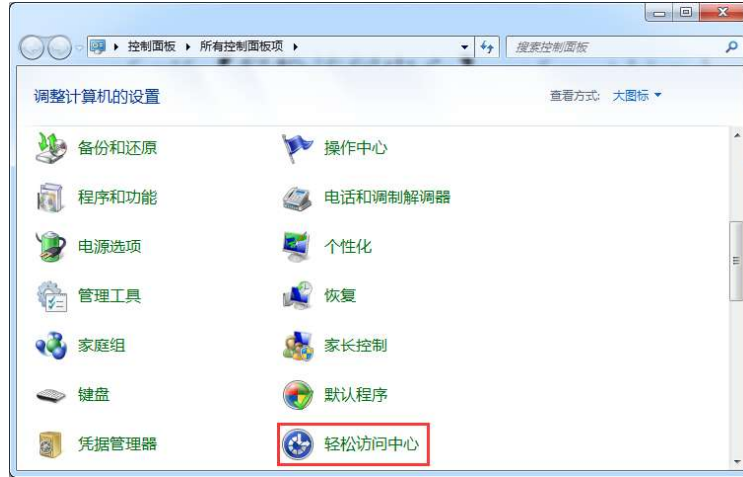 控制面板 ▸ 所有控制面板项 ▸ 搜索控制面板
调整计算机的设置 查看方式: 大图标
备份和还原 操作中心
程序和功能 电话和调制解调器
电源选项 个性化
管理工具 恢复
家庭组 家长控制
键盘 默认程序
凭据管理器 轻松访问中心